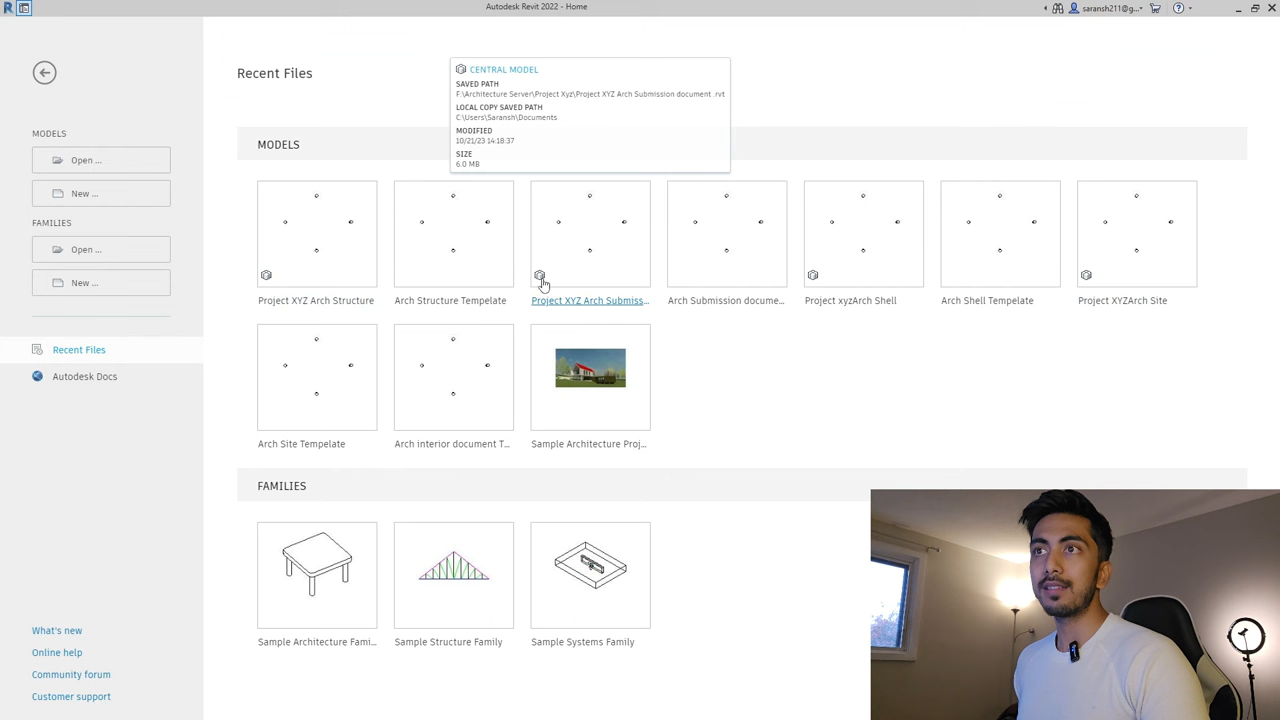 Autodesk Revit 2022 - Home
saransh211@g...
Recent Files
CENTRAL MODEL
SAVED PATH
F:\Architecture Server\Project Xyz\Project XYZ Arch Submission document .rvt
LOCAL COPY SAVED PATH
C:\Users\Saransh\Documents
MODIFIED
10/21/23 14:18:37
SIZE
6.0 MB
MODELS
Open ...
New ...
FAMILIES
Open ...
New ...
Recent Files
Autodesk Docs
What's new
Online help
Community forum
Customer support
MODELS
Project XYZ Arch Structure
Arch Structure Tempelate
Project XYZ Arch Submiss...
Arch Submission docume...
Project xyzArch Shell
Arch Shell Tempelate
Project XYZArch Site
Arch Site Tempelate
Arch interior document T...
Sample Architecture Proj...
FAMILIES
Sample Architecture Fami...
Sample Structure Family
Sample Systems Family